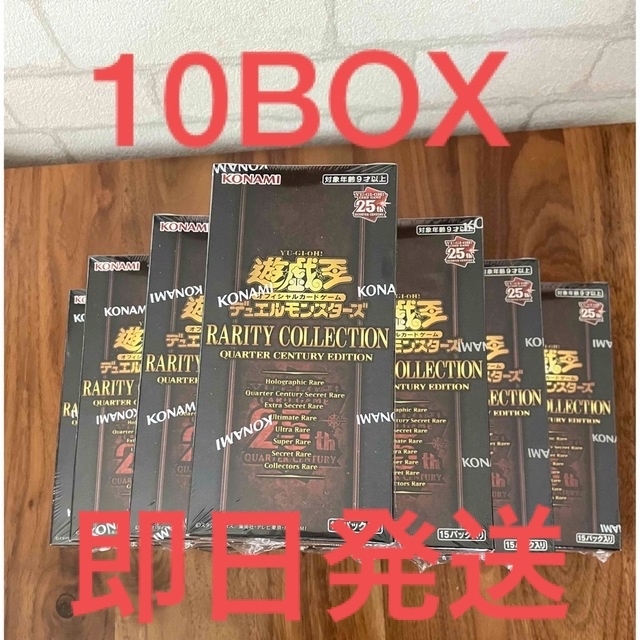 10BOX
KONAMI
対象年齢9才以上
YU-GI-OH!
遊戯王
オフィシャルカードゲーム
デュエルモンスターズ
RARITY COLLECTION
QUARTER CENTURY EDITION
Holographic Rare
Quarter Century Secret Rare
Extra Secret Rare
Ultimate Rare
Ultra Rare
Super Rare
Secret Rare
Collectors Rare
25th
QUARTER CENTURY
15パック入り
即日発送